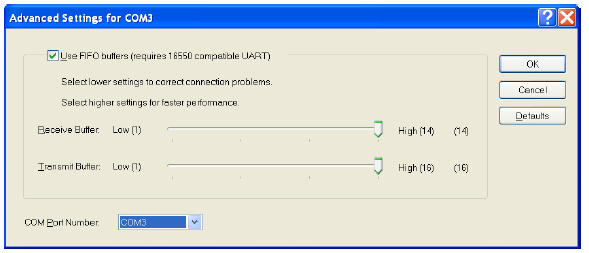 Advanced Settings for COM3
Use FIFO buffers (requires 16550 compatible UART)
OK
Select lower settings to correct connection problems.
Cancel
Select higher settings for faster performance.
Defaults
Receive Buffer: Low (1) High (14) (14)
Transmit Buffer: Low (1) High (16) (16)
COM Port Number: COM3